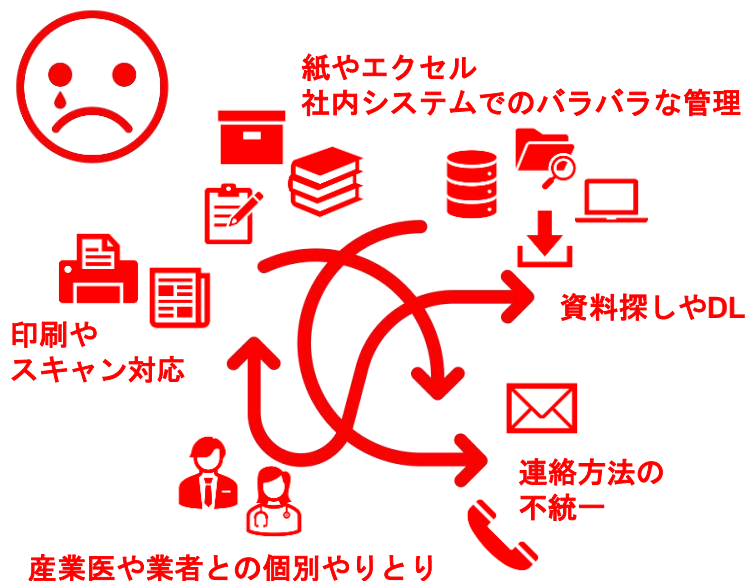 紙やエクセル
社内システムでのバラバラな管理
資料探しやDL
印刷や
スキャン対応
連絡方法の
不統一
産業医や業者との個別やりとり